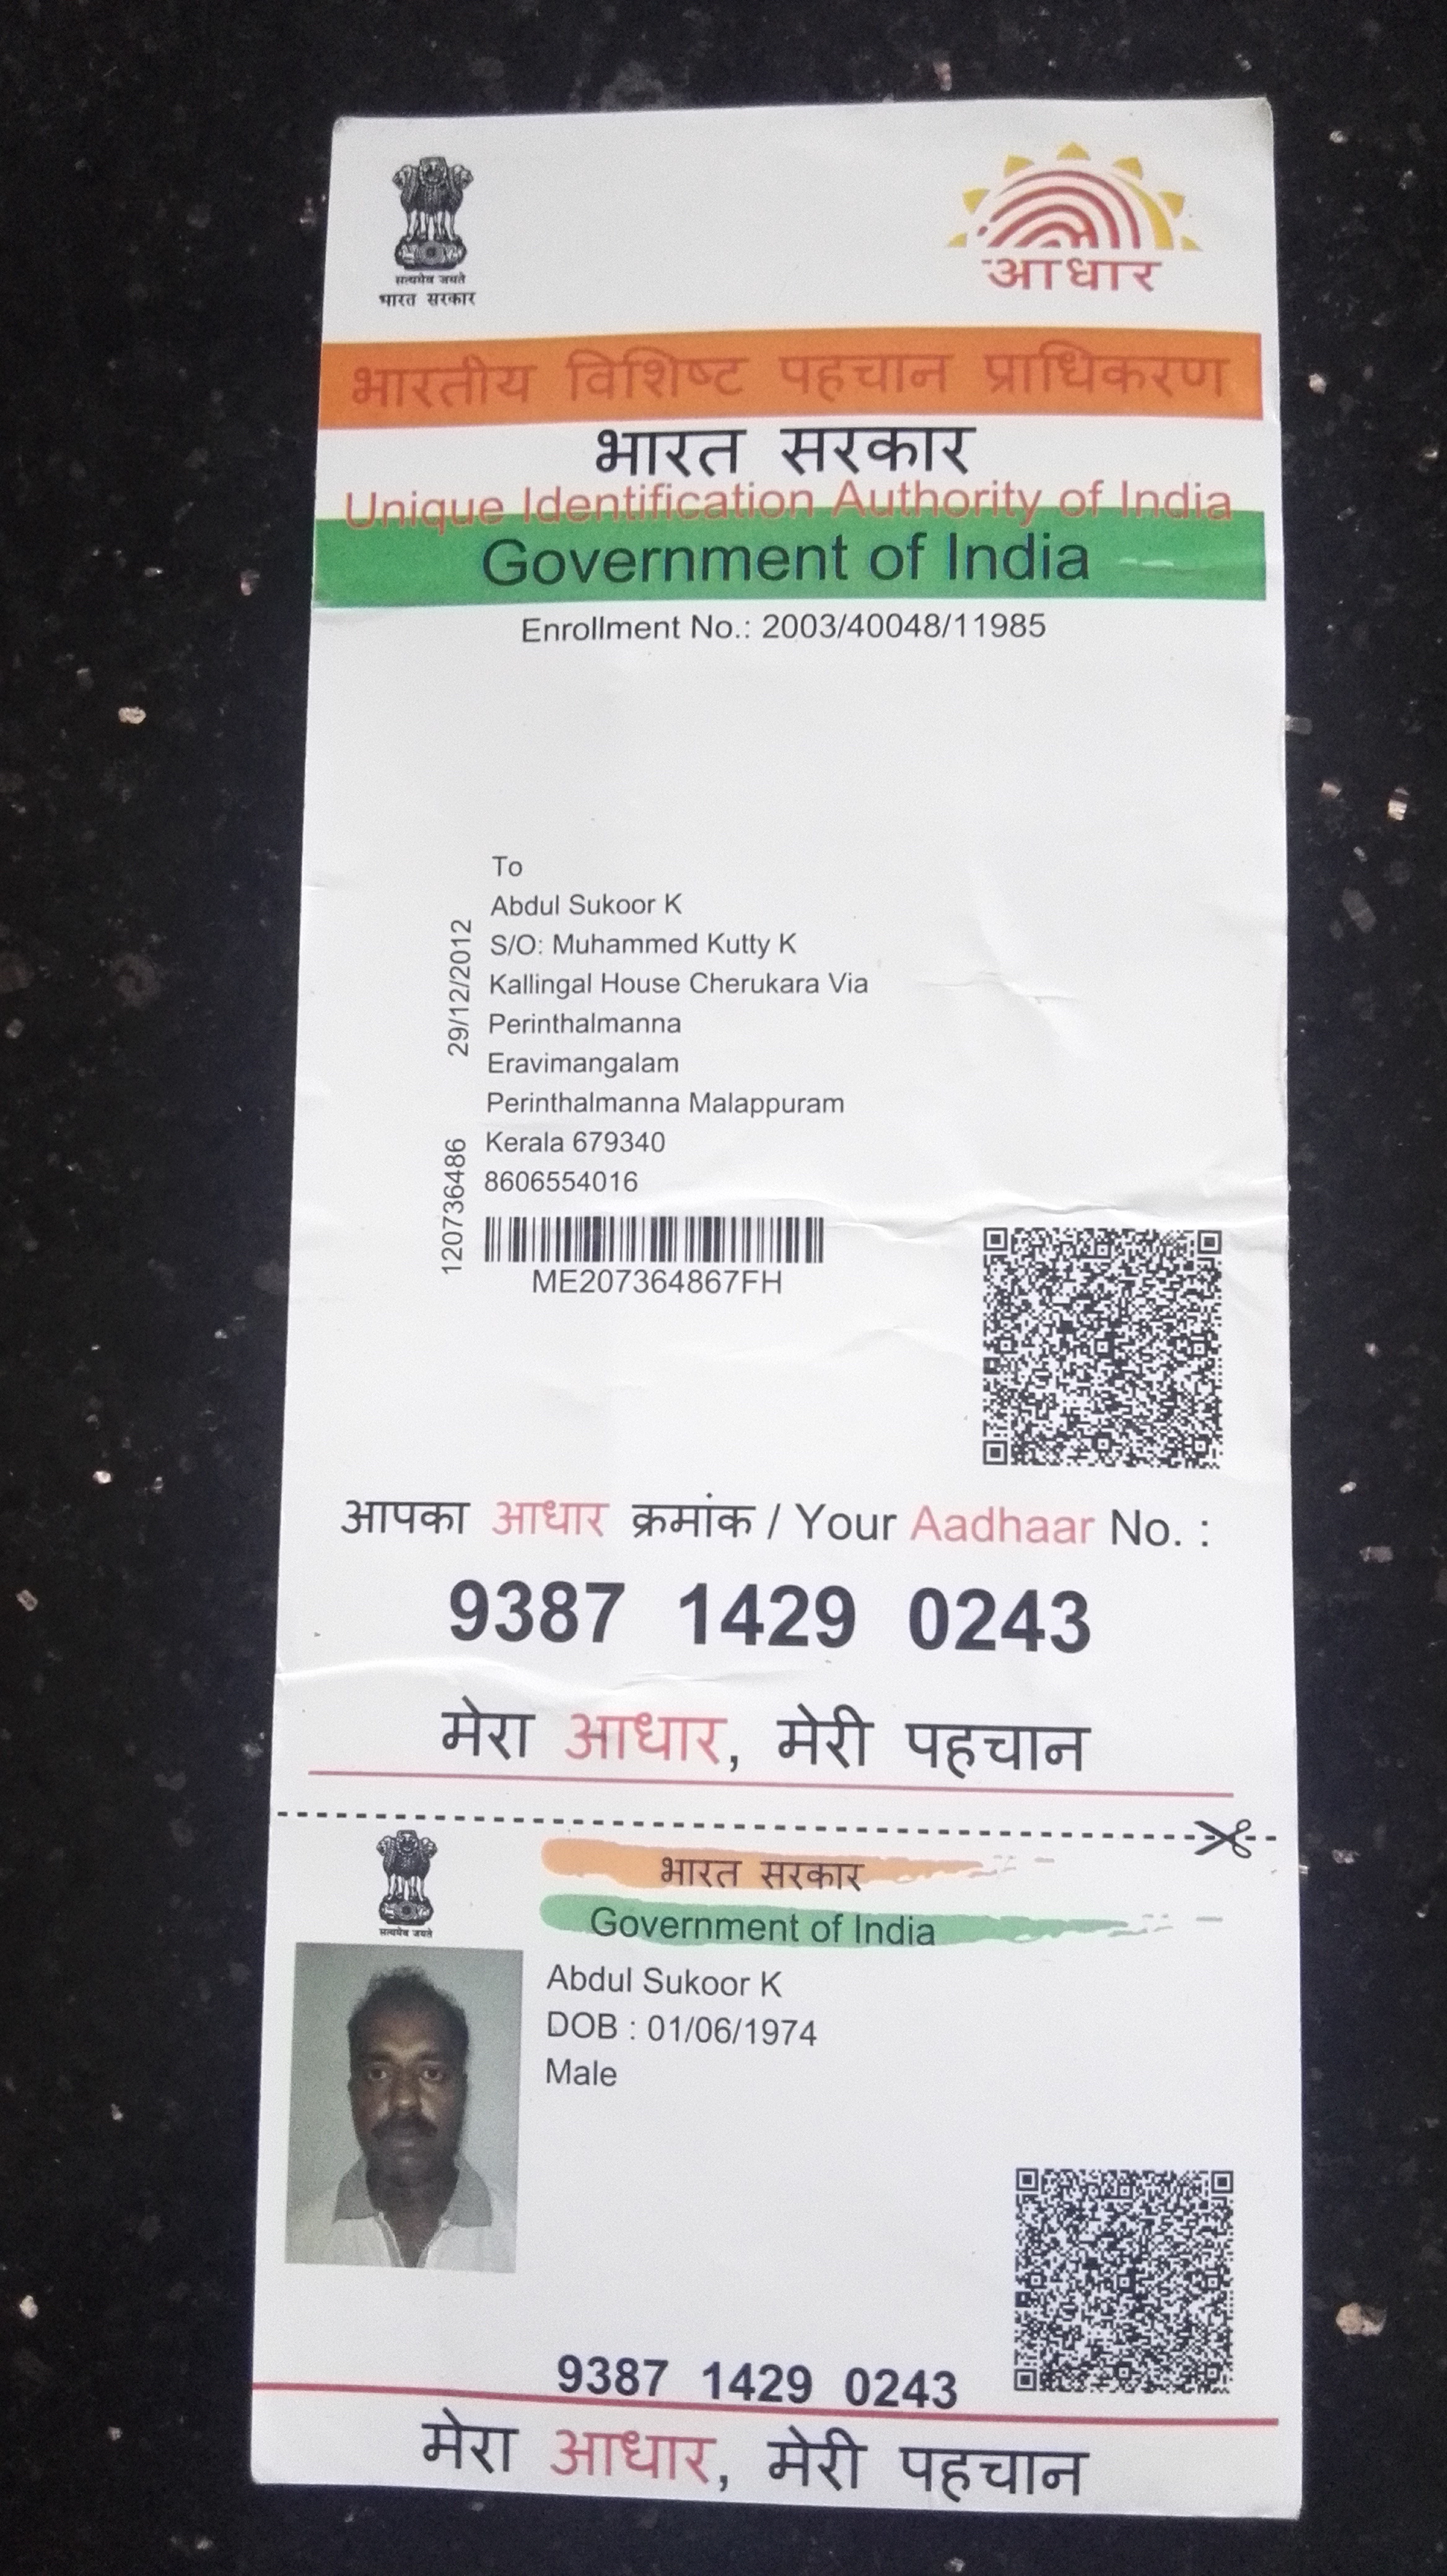 सत्यमेव जयते
भारत सरकार
आधार
भारतीय विशिष्ट पहचान प्राधिकरण
भारत सरकार
Unique Identification Authority of India
Government of India
Enrollment No.: 2003/40048/11985
29/12/2012
120736486
To
Abdul Sukoor K
S/O: Muhammed Kutty K
Kallingal House Cherukara Via
Perinthalmanna
Eravimangalam
Perinthalmanna Malappuram
Kerala 679340
8606554016
ME207364867FH
आपका आधार क्रमांक / Your Aadhaar No. :
9387 1429 0243
मेरा आधार, मेरी पहचान
सत्यमेव जयते
भारत सरकार
Government of India
Abdul Sukoor K
DOB : 01/06/1974
Male
9387 1429 0243
मेरा आधार, मेरी पहचान